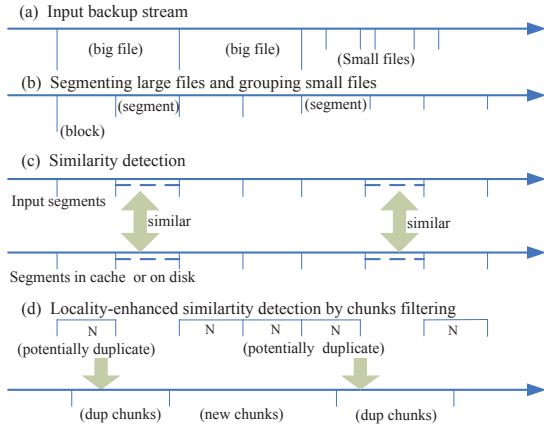 (a) Input backup stream
(big file) (big file) (Small files)
(b) Segmenting large files and grouping small files
(segment) (segment)
(block)
(c) Similarity detection
Input segments
similar similar
Segments in cache or on disk
(d) Locality-enhanced similartity detection by chunks filtering
N N N N N
(potentially duplicate) (potentially duplicate)
(dup chunks) (new chunks) (dup chunks)